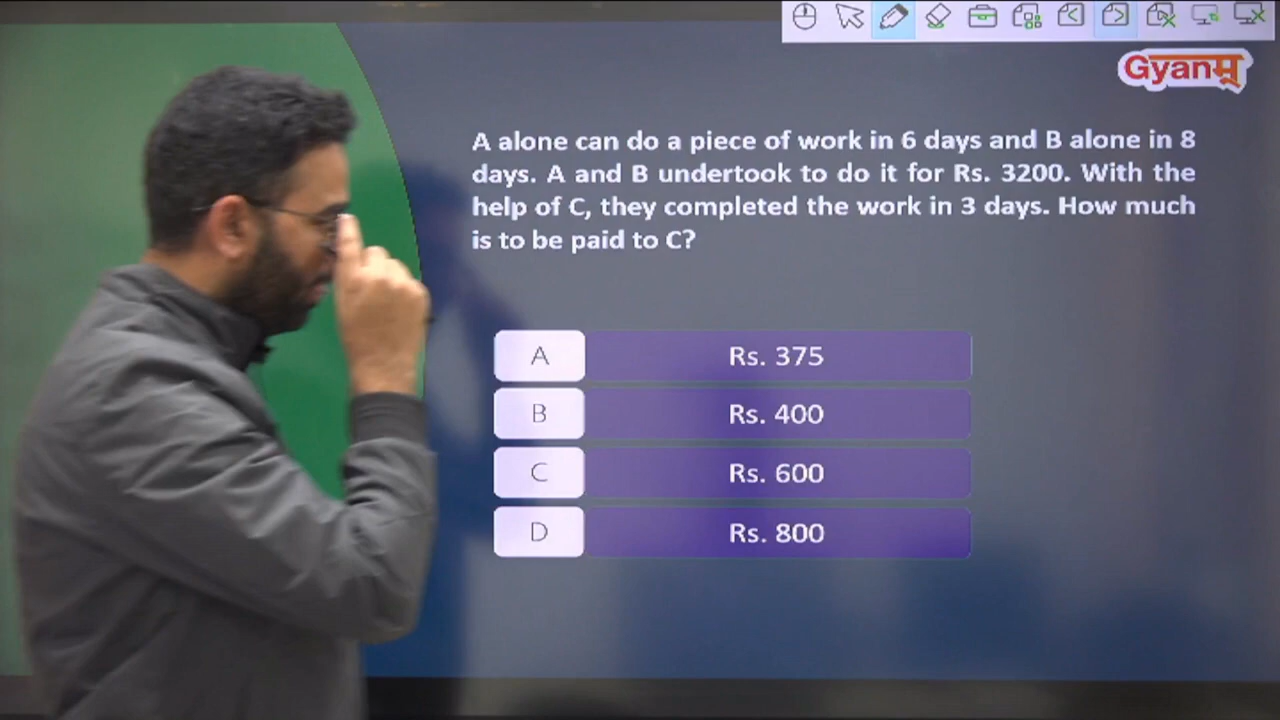 Gyanम्
A alone can do a piece of work in 6 days and B alone in 8
days. A and B undertook to do it for Rs. 3200. With the
help of C, they completed the work in 3 days. How much
is to be paid to C?
A Rs. 375
B Rs. 400
C Rs. 600
D Rs. 800